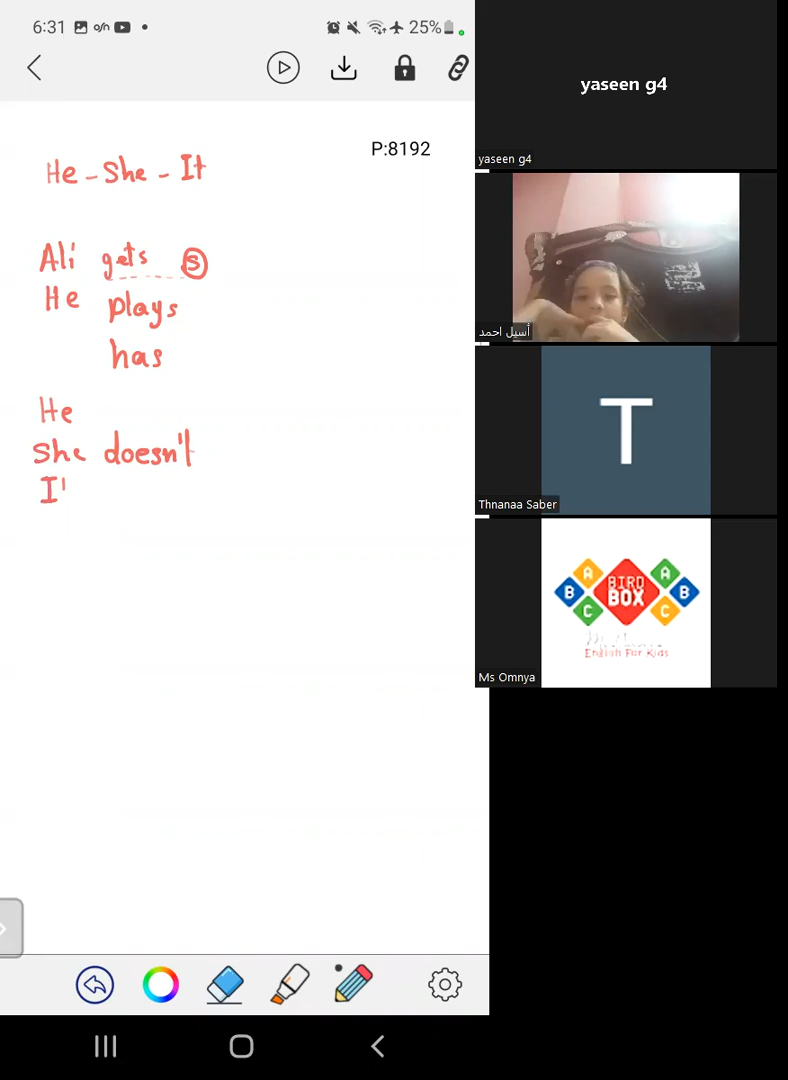 6:31 25%
P:8192
He - She - It
Ali gets s
He plays
has
He
She doesn't
I'
yaseen g4
yaseen g4
أسيل احمد
T
Thnanaa Saber
A A
B BIRD B
BOX
C C
English For Kids
Ms Omnya